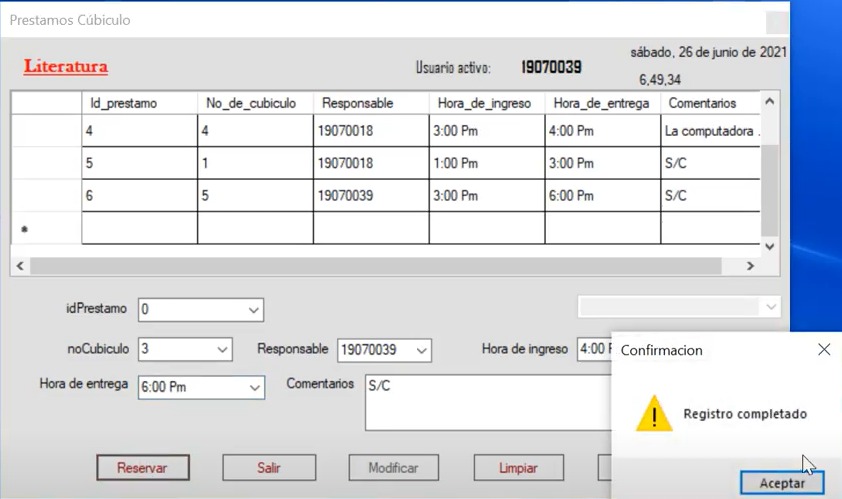 Prestamos Cúbiculo
sábado, 26 de junio de 2021
Literatura
Usuario activo: 19070039
6,49,34
Id_prestamo No_de_cubiculo Responsable Hora_de_ingreso Hora_de_entrega Comentarios
4 4 19070018 3:00 Pm 4:00 Pm La computadora .
5 1 19070018 1:00 Pm 3:00 Pm S/C
6 5 19070039 3:00 Pm 6:00 Pm S/C
*
idPrestamo 0
noCubiculo 3 Responsable 19070039 Hora de ingreso 4:00
Hora de entrega 6:00 Pm Comentarios S/C
Confirmacion
Registro completado
Aceptar
Reservar Salir Modificar Limpiar